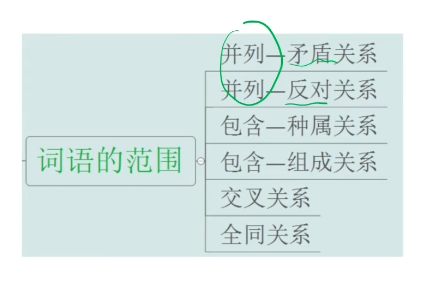 并列—矛盾关系
并列—反对关系
包含—种属关系
词语的范围
包含—组成关系
交叉关系
全同关系